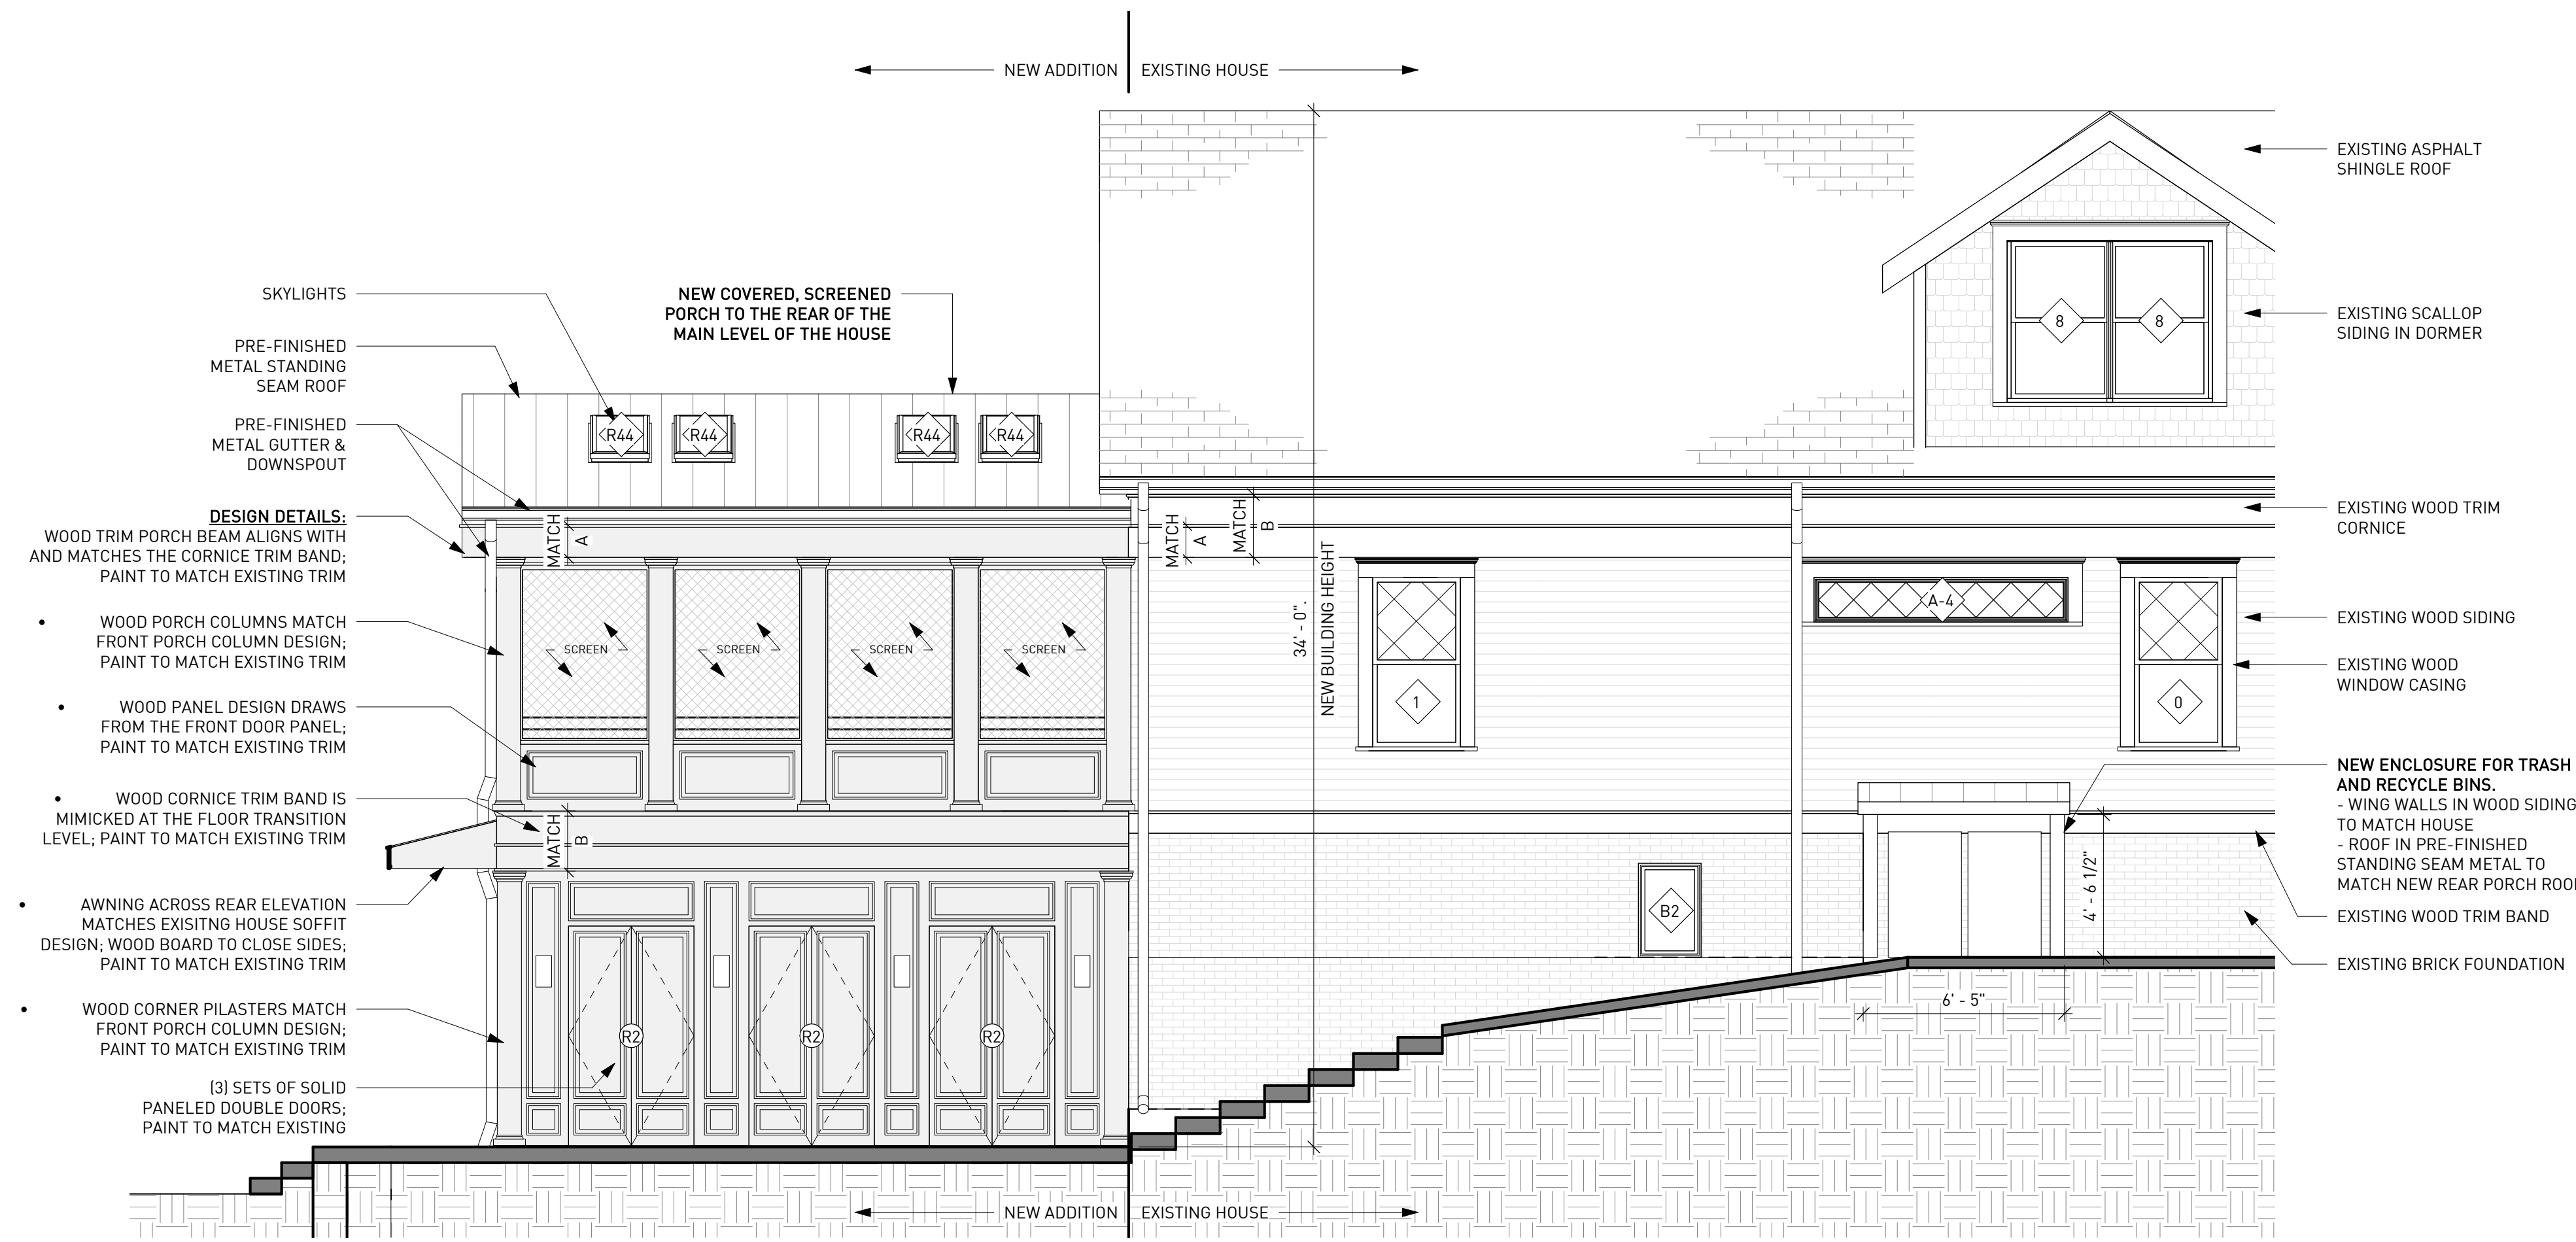 NEW ADDITION
EXISTING HOUSE
SKYLIGHTS
PRE-FINISHED
METAL STANDING
SEAM ROOF
PRE-FINISHED
METAL GUTTER &
DOWNSPOUT
DESIGN DETAILS:
WOOD TRIM PORCH BEAM ALIGNS WITH
AND MATCHES THE CORNICE TRIM BAND;
PAINT TO MATCH EXISTING TRIM
• WOOD PORCH COLUMNS MATCH
FRONT PORCH COLUMN DESIGN;
PAINT TO MATCH EXISTING TRIM
• WOOD PANEL DESIGN DRAWS
FROM THE FRONT DOOR PANEL;
PAINT TO MATCH EXISTING TRIM
• WOOD CORNICE TRIM BAND IS
MIMICKED AT THE FLOOR TRANSITION
LEVEL; PAINT TO MATCH EXISTING TRIM
• AWNING ACROSS REAR ELEVATION
MATCHES EXISITNG HOUSE SOFFIT
DESIGN; WOOD BOARD TO CLOSE SIDES;
PAINT TO MATCH EXISTING TRIM
• WOOD CORNER PILASTERS MATCH
FRONT PORCH COLUMN DESIGN;
PAINT TO MATCH EXISTING TRIM
(3) SETS OF SOLID
PANELED DOUBLE DOORS;
PAINT TO MATCH EXISTING
NEW COVERED, SCREENED
PORCH TO THE REAR OF THE
MAIN LEVEL OF THE HOUSE
R44
R44
R44
R44
MATCH
A
MATCH
A
MATCH
B
SCREEN
SCREEN
SCREEN
SCREEN
MATCH
B
R2
R2
R2
34' - 0".
NEW BUILDING HEIGHT
8
8
1
A-4
0
B2
4' - 6 1/2"
6' - 5"
EXISTING ASPHALT
SHINGLE ROOF
EXISTING SCALLOP
SIDING IN DORMER
EXISTING WOOD TRIM
CORNICE
EXISTING WOOD SIDING
EXISTING WOOD
WINDOW CASING
NEW ENCLOSURE FOR TRASH
AND RECYCLE BINS.
- WING WALLS IN WOOD SIDING
TO MATCH HOUSE
- ROOF IN PRE-FINISHED
STANDING SEAM METAL TO
MATCH NEW REAR PORCH ROOF
EXISTING WOOD TRIM BAND
EXISTING BRICK FOUNDATION
NEW ADDITION
EXISTING HOUSE